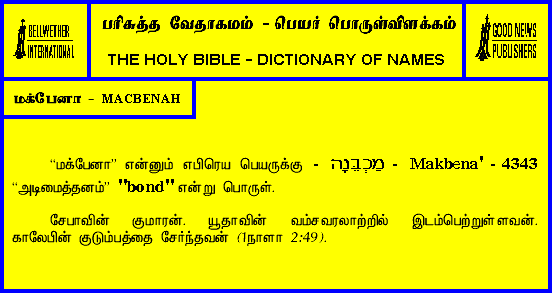 BELLWETHER
INTERNATIONAL
பரிசுத்த வேதாகமம் - பெயர் பொருள்விளக்கம்
THE HOLY BIBLE - DICTIONARY OF NAMES
GOOD NEWS
PUBLISHERS
மக்பேனா - MACBENAH
“மக்பேனா” என்னும் எபிரெய பெயருக்கு - מַכְבֵּנָה - Makbena' - 4343
“அடிமைத்தனம்” "bond" என்று பொருள்.
சேபாவின் குமாரன். யூதாவின் வம்சவரலாற்றில் இடம்பெற்றுள்ளவன்.
காலேபின் குடும்பத்தை சேர்ந்தவன் (1நாளா 2:49).